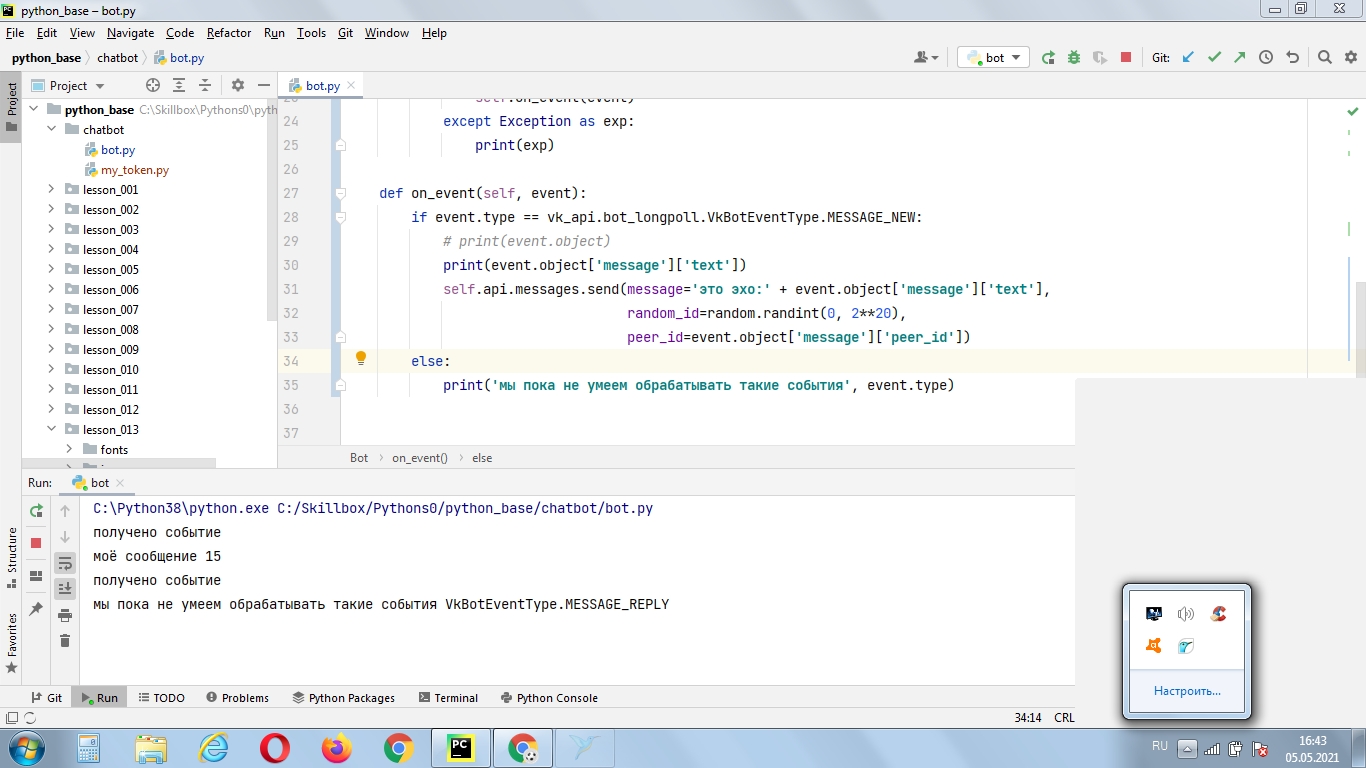 python_base – bot.py
File Edit View Navigate Code Refactor Run Tools Git Window Help
python_base chatbot bot.py
bot
Git:
Project
Project
bot.py
python_base C:\Skillbox\Pythons0\pyth
chatbot
bot.py
my_token.py
lesson_001
lesson_002
lesson_003
lesson_004
lesson_005
lesson_006
lesson_007
lesson_008
lesson_009
lesson_010
lesson_011
lesson_012
lesson_013
fonts
23 self.on_event(event)
24 except Exception as exp:
25 print(exp)
26
27 def on_event(self, event):
28 if event.type == vk_api.bot_longpoll.VkBotEventType.MESSAGE_NEW:
29 # print(event.object)
30 print(event.object['message']['text'])
31 self.api.messages.send(message='это эхо:' + event.object['message']['text'],
32 random_id=random.randint(0, 2**20),
33 peer_id=event.object['message']['peer_id'])
34 else:
35 print('мы пока не умеем обрабатывать такие события', event.type)
36
37
Bot on_event() else
Run: bot
C:\Python38\python.exe C:/Skillbox/Pythons0/python_base/chatbot/bot.py
получено событие
моё сообщение 15
получено событие
мы пока не умеем обрабатывать такие события VkBotEventType.MESSAGE_REPLY
Structure
Favorites
Git Run TODO Problems Python Packages Terminal Python Console
34:14 CRL
Настроить...
RU
16:43
05.05.2021